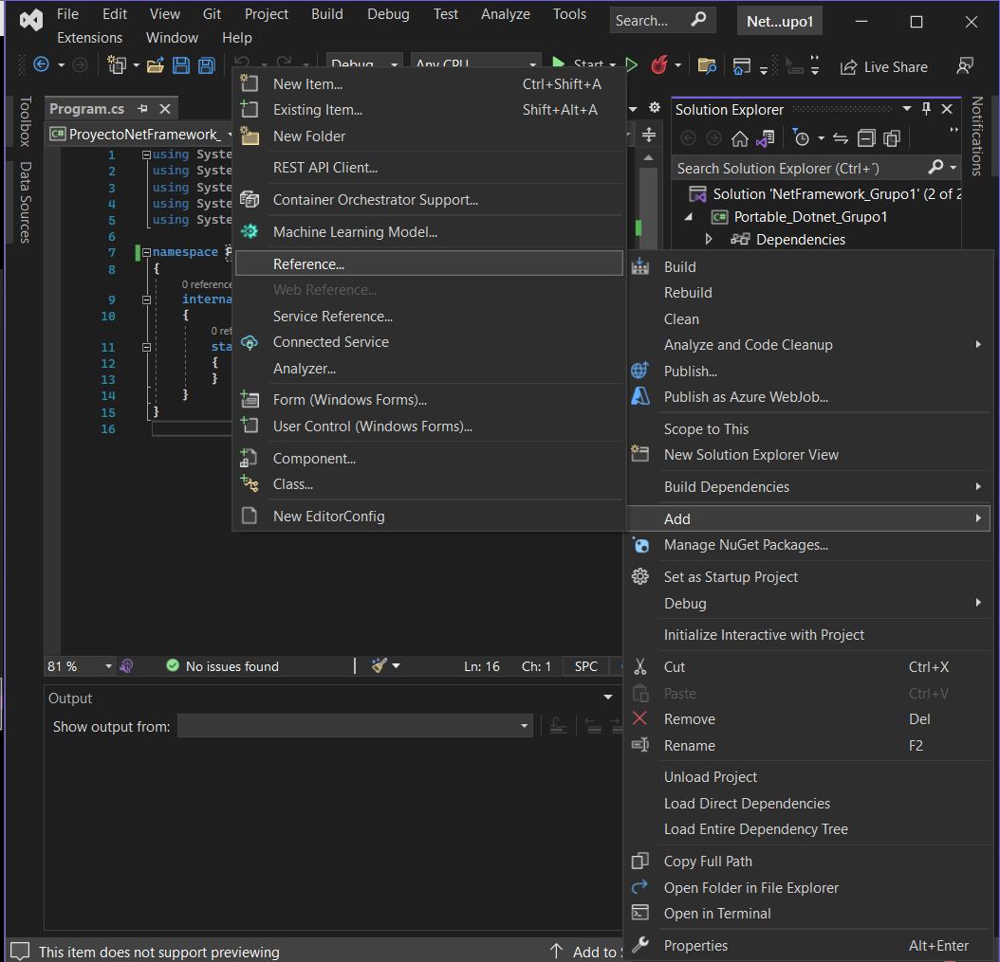 File Edit View Git Project Build Debug Test Analyze Tools
Search...
Net...upo1
Extensions Window Help
Debug Any CPU Start
Live Share
Toolbox
Data Sources
Program.cs
ProyectoNetFramework_
1 using Syste
2 using Syste
3 using Syste
4 using Syste
5 using Syste
6
7 namespace P
8 {
0 reference
9 interna
10 {
0 ref
11 sta
12 {
13 }
14 }
15 }
16
New Item... Ctrl+Shift+A
Existing Item... Shift+Alt+A
New Folder
REST API Client...
Container Orchestrator Support...
Machine Learning Model...
Reference...
Web Reference...
Service Reference...
Connected Service
Analyzer...
Form (Windows Forms)...
User Control (Windows Forms)...
Component...
Class...
New EditorConfig
Solution Explorer
Notifications
Search Solution Explorer (Ctrl+´)
Solution 'NetFramework_Grupo1' (2 of 2
C# Portable_Dotnet_Grupo1
Dependencies
Build
Rebuild
Clean
Analyze and Code Cleanup
Publish...
Publish as Azure WebJob...
Scope to This
New Solution Explorer View
Build Dependencies
Add
Manage NuGet Packages...
Set as Startup Project
Debug
Initialize Interactive with Project
Cut Ctrl+X
Paste Ctrl+V
Remove Del
Rename F2
Unload Project
Load Direct Dependencies
Load Entire Dependency Tree
Copy Full Path
Open Folder in File Explorer
Open in Terminal
Properties Alt+Enter
81 % No issues found Ln: 16 Ch: 1 SPC
Output
Show output from:
This item does not support previewing
Add to S